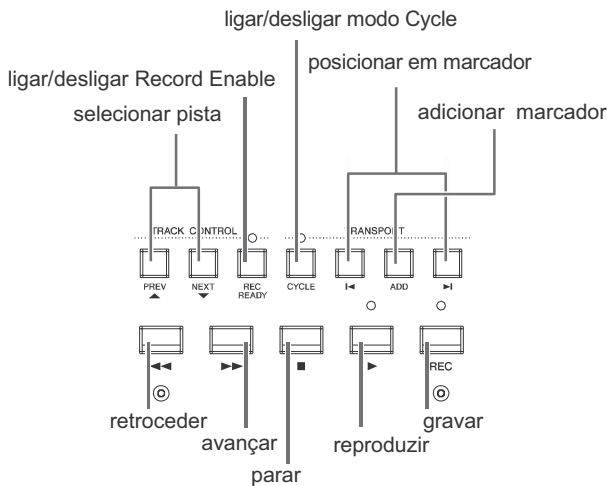 ligar/desligar modo Cycle
ligar/desligar Record Enable
posicionar em marcador
selecionar pista
adicionar marcador
TRACK CONTROL
TRANSPORT
PREV
NEXT
REC
READY
CYCLE
ADD
REC
retroceder
avançar
parar
reproduzir
gravar